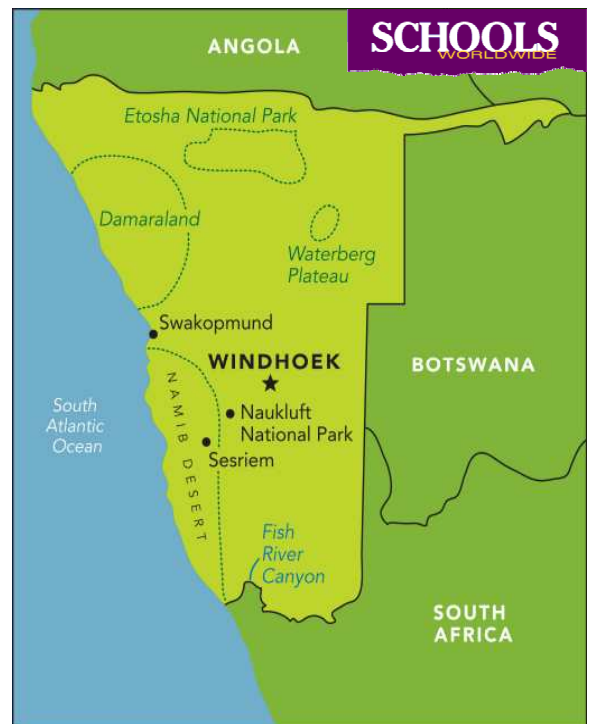 ANGOLA
SCHOOLS
WORLDWIDE
Etosha National Park
Damaraland
Waterberg
Plateau
Swakopmund
WINDHOEK
BOTSWANA
South
Atlantic
Ocean
NAMIB DESERT
Naukluft
National Park
Sesriem
Fish
River
Canyon
SOUTH
AFRICA